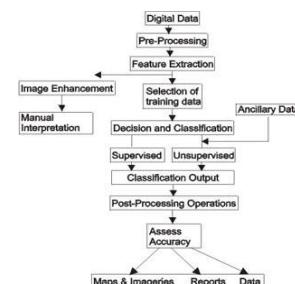 Digital Data
Pre-Processing
Feature Extraction
Image Enhancement
Selection of
training data
Ancillary Data
Manual
Interpretation
Decision and Classification
Supervised
Unsupervised
Classification Output
Post-Processing Operations
Assess
Accuracy
Maps & Imageries
Reports
Data